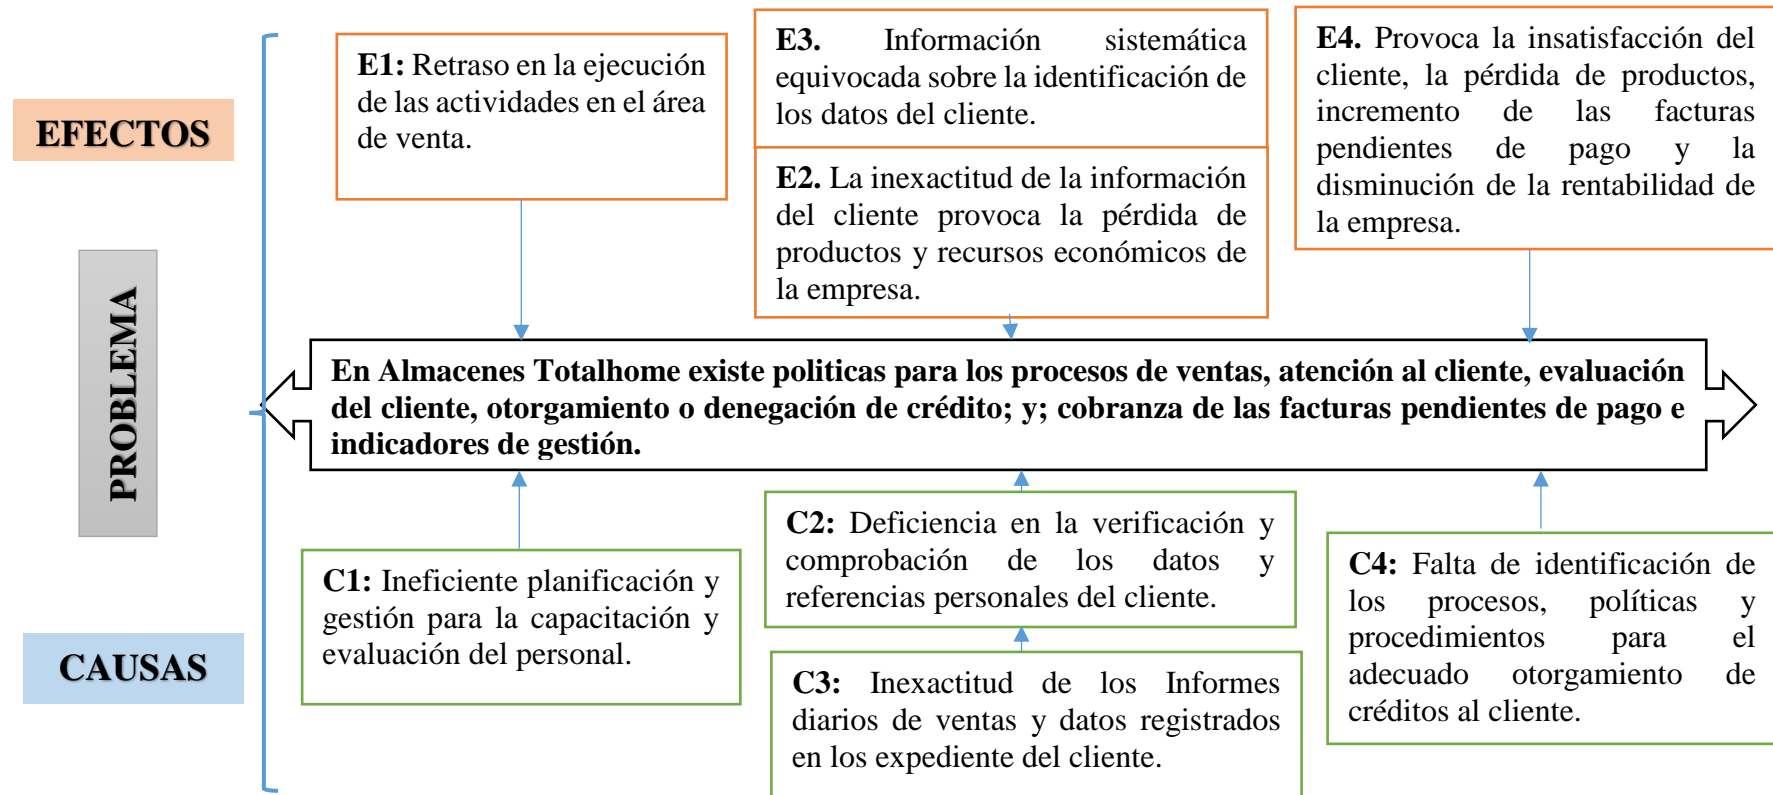 EFECTOS
E1: Retraso en la ejecución
de las actividades en el área
de venta.
E3. Información sistemática
equivocada sobre la identificación de
los datos del cliente.
E2. La inexactitud de la información
del cliente provoca la pérdida de
productos y recursos económicos de
la empresa.
E4. Provoca la insatisfacción del
cliente, la pérdida de productos,
incremento de las facturas
pendientes de pago y la
disminución de la rentabilidad de
la empresa.
PROBLEMA
En Almacenes Totalhome existe politicas para los procesos de ventas, atención al cliente, evaluación
del cliente, otorgamiento o denegación de crédito; y; cobranza de las facturas pendientes de pago e
indicadores de gestión.
CAUSAS
C1: Ineficiente planificación y
gestión para la capacitación y
evaluación del personal.
C2: Deficiencia en la verificación y
comprobación de los datos y
referencias personales del cliente.
C3: Inexactitud de los Informes
diarios de ventas y datos registrados
en los expediente del cliente.
C4: Falta de identificación de
los procesos, políticas y
procedimientos para el
adecuado otorgamiento de
créditos al cliente.